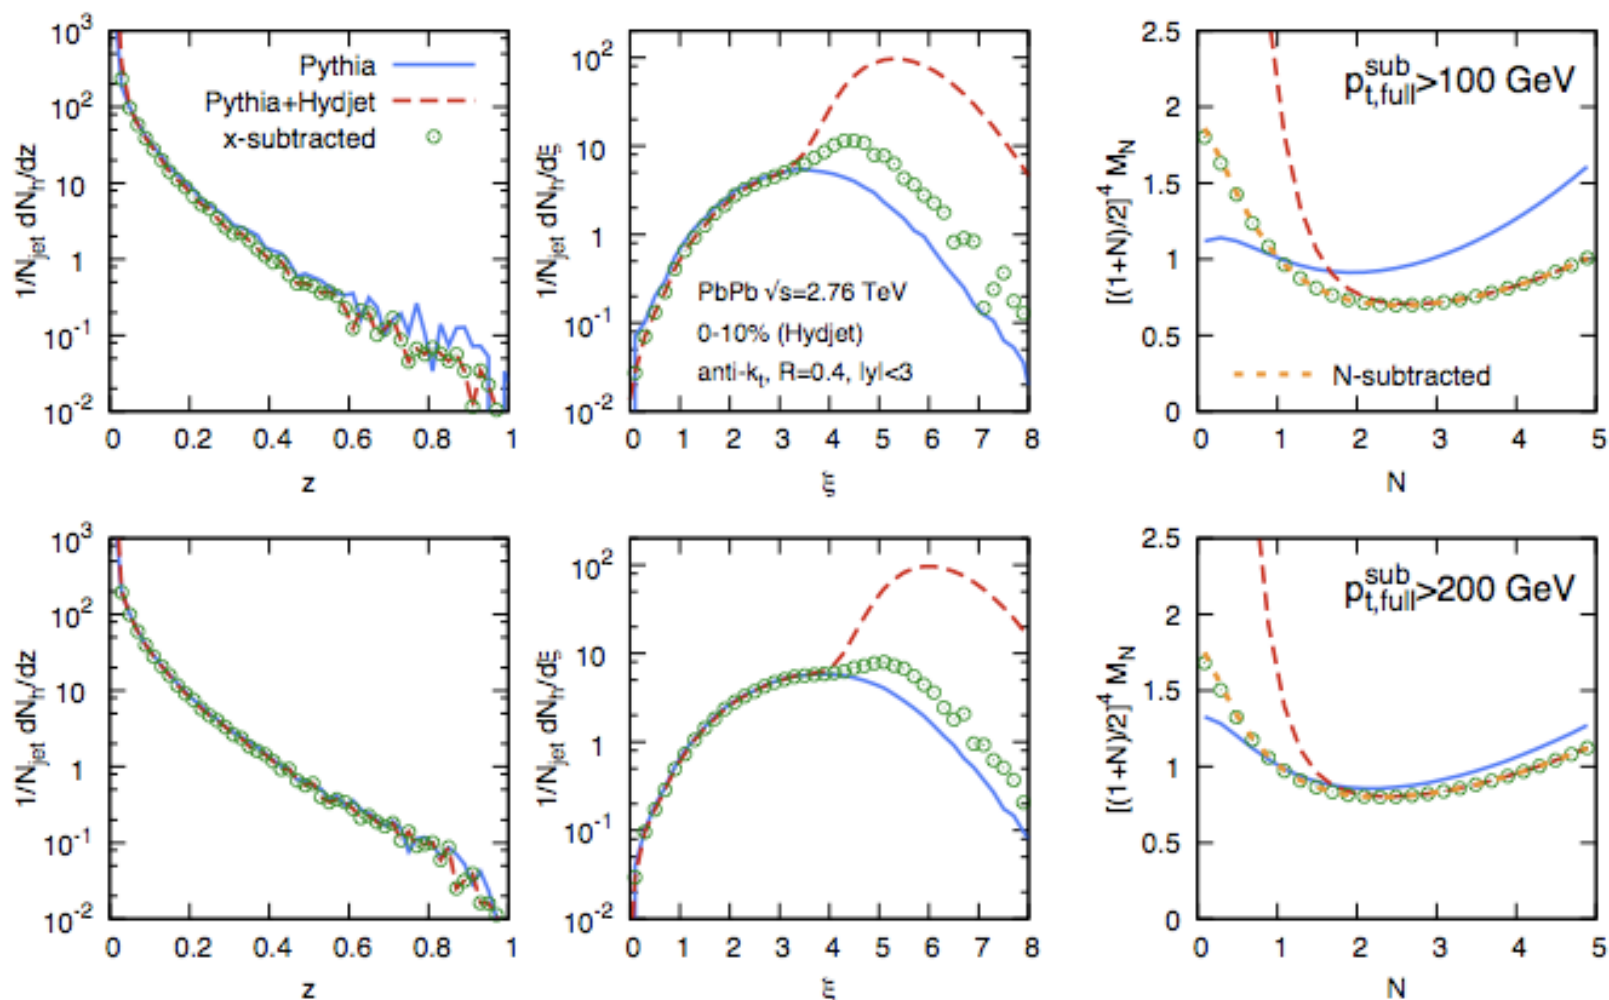 10^3
10^2
10
1
10^-1
10^-2
1/N_jet dN_h/dz
Pythia
Pythia+Hydjet
x-subtracted
0 0.2 0.4 0.6 0.8 1
z
10^2
10
1
10^-1
10^-2
1/N_jet dN_h/dξ
PbPb √s=2.76 TeV
0-10% (Hydjet)
anti-k_t, R=0.4, |y|<3
0 1 2 3 4 5 6 7 8
ξ
2.5
2
1.5
1
0.5
0
[(1+N)/2]^4 M_N
p_t,full^sub>100 GeV
N-subtracted
0 1 2 3 4 5
N
10^3
10^2
10
1
10^-1
10^-2
1/N_jet dN_h/dz
0 0.2 0.4 0.6 0.8 1
z
10^2
10
1
10^-1
10^-2
1/N_jet dN_h/dξ
0 1 2 3 4 5 6 7 8
ξ
2.5
2
1.5
1
0.5
0
[(1+N)/2]^4 M_N
p_t,full^sub>200 GeV
0 1 2 3 4 5
N